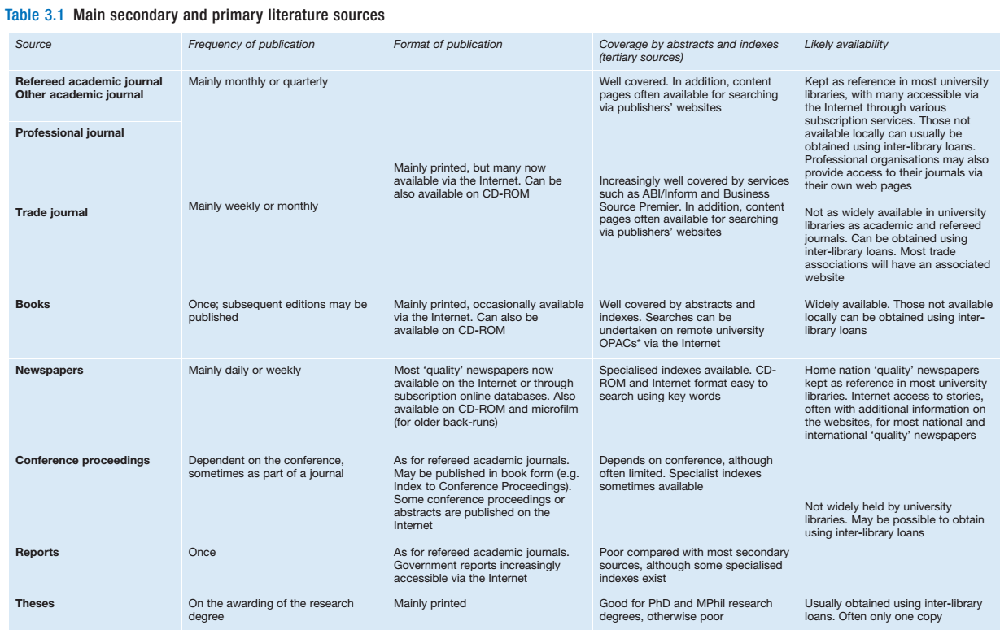 Table 3.1 Main secondary and primary literature sources
Source
Frequency of publication
Format of publication
Coverage by abstracts and indexes
(tertiary sources)
Likely availability
Refereed academic journal
Other academic journal
Mainly monthly or quarterly
Well covered. In addition, content
pages often available for searching
via publishers' websites
Kept as reference in most university
libraries, with many accessible via
the Internet through various
subscription services. Those not
available locally can usually be
obtained using inter-library loans.
Professional organisations may also
provide access to their journals via
their own web pages
Professional journal
Mainly printed, but many now
available via the Internet. Can be
also available on CD-ROM
Trade journal
Mainly weekly or monthly
Increasingly well covered by services
such as ABI/Inform and Business
Source Premier. In addition, content
pages often available for searching
via publishers' websites
Not as widely available in university
libraries as academic and refereed
journals. Can be obtained using
inter-library loans. Most trade
associations will have an associated
website
Books
Once; subsequent editions may be
published
Mainly printed, occasionally available
via the Internet. Can also be
available on CD-ROM
Well covered by abstracts and
indexes. Searches can be
undertaken on remote university
OPACs* via the Internet
Widely available. Those not available
locally can be obtained using inter-
library loans
Newspapers
Mainly daily or weekly
Most 'quality' newspapers now
available on the Internet or through
subscription online databases. Also
available on CD-ROM and microfilm
(for older back-runs)
Specialised indexes available. CD-
ROM and Internet format easy to
search using key words
Home nation 'quality' newspapers
kept as reference in most university
libraries. Internet access to stories,
often with additional information on
the websites, for most national and
international 'quality' newspapers
Conference proceedings
Dependent on the conference,
sometimes as part of a journal
As for refereed academic journals.
May be published in book form (e.g.
Index to Conference Proceedings).
Some conference proceedings or
abstracts are published on the
Internet
Depends on conference, although
often limited. Specialist indexes
sometimes available
Not widely held by university
libraries. May be possible to obtain
using inter-library loans
Reports
Once
As for refereed academic journals.
Government reports increasingly
accessible via the Internet
Poor compared with most secondary
sources, although some specialised
indexes exist
Theses
On the awarding of the research
degree
Mainly printed
Good for PhD and MPhil research
degrees, otherwise poor
Usually obtained using inter-library
loans. Often only one copy